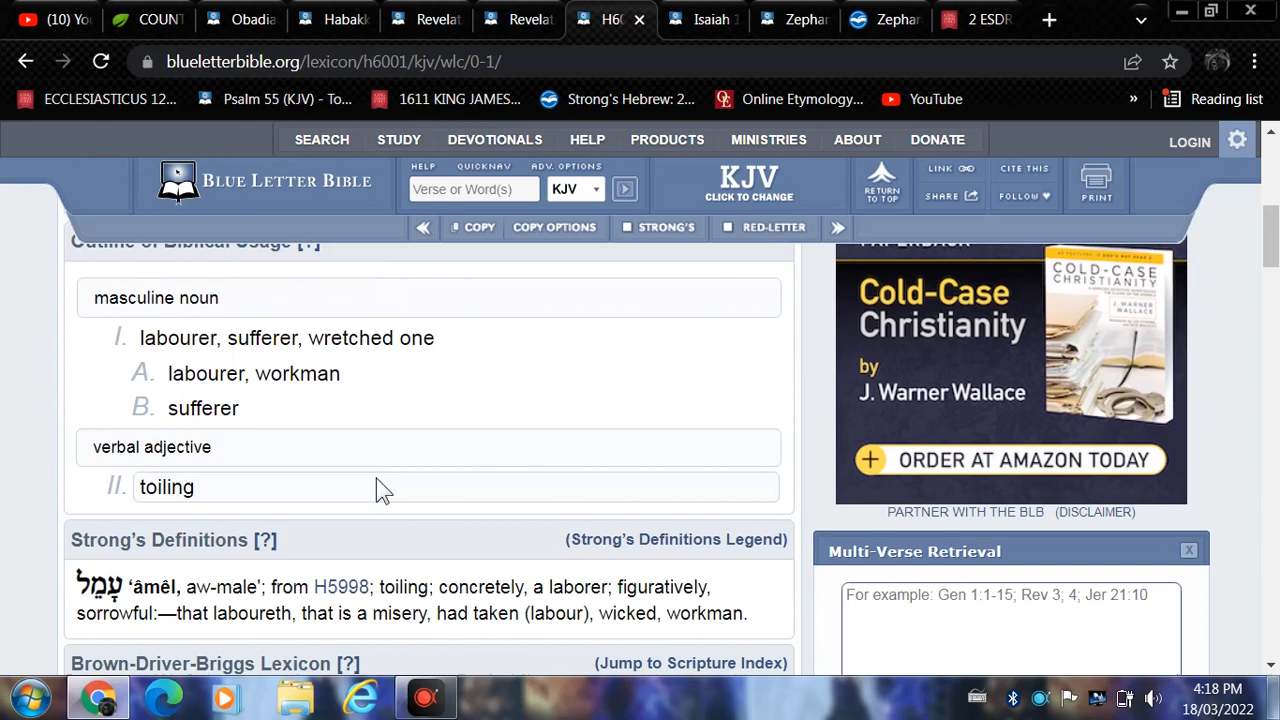 (10) You
COUNT
Obadia
Habakk
Revelat
Revelat
H60
Isaiah 1
Zephar
Zephar
2 ESDR
blueletterbible.org/lexicon/h6001/kjv/wlc/0-1/
ECCLESIASTICUS 12...
Psalm 55 (KJV) - To...
1611 KING JAMES...
Strong's Hebrew: 2...
Online Etymology...
YouTube
»
Reading list
SEARCH
STUDY
DEVOTIONALS
HELP
PRODUCTS
MINISTRIES
ABOUT
DONATE
LOGIN
BLUE LETTER BIBLE
HELP
QUICKNAV
ADV. OPTIONS
Verse or Word(s)
KJV
KJV
CLICK TO CHANGE
RETURN
TO TOP
LINK
CITE THIS
SHARE
FOLLOW
PRINT
COPY
COPY OPTIONS
STRONG'S
RED-LETTER
Outline of Biblical Usage [?]
masculine noun
I. labourer, sufferer, wretched one
A. labourer, workman
B. sufferer
verbal adjective
II. toiling
Strong's Definitions [?]
(Strong's Definitions Legend)
עָמֵל ʻâmêl, aw-male'; from H5998; toiling; concretely, a laborer; figuratively,
sorrowful:—that laboureth, that is a misery, had taken (labour), wicked, workman.
Brown-Driver-Briggs Lexicon [?]
(Jump to Scripture Index)
PAPERBACK
Cold-Case
Christianity
by
J. Warner Wallace
COLD-CASE
CHRISTIANITY
J. WARNER WALLACE
+ ORDER AT AMAZON TODAY
PARTNER WITH THE BLB (DISCLAIMER)
Multi-Verse Retrieval
X
For example: Gen 1:1-15; Rev 3; 4; Jer 21:10
4:18 PM
18/03/2022